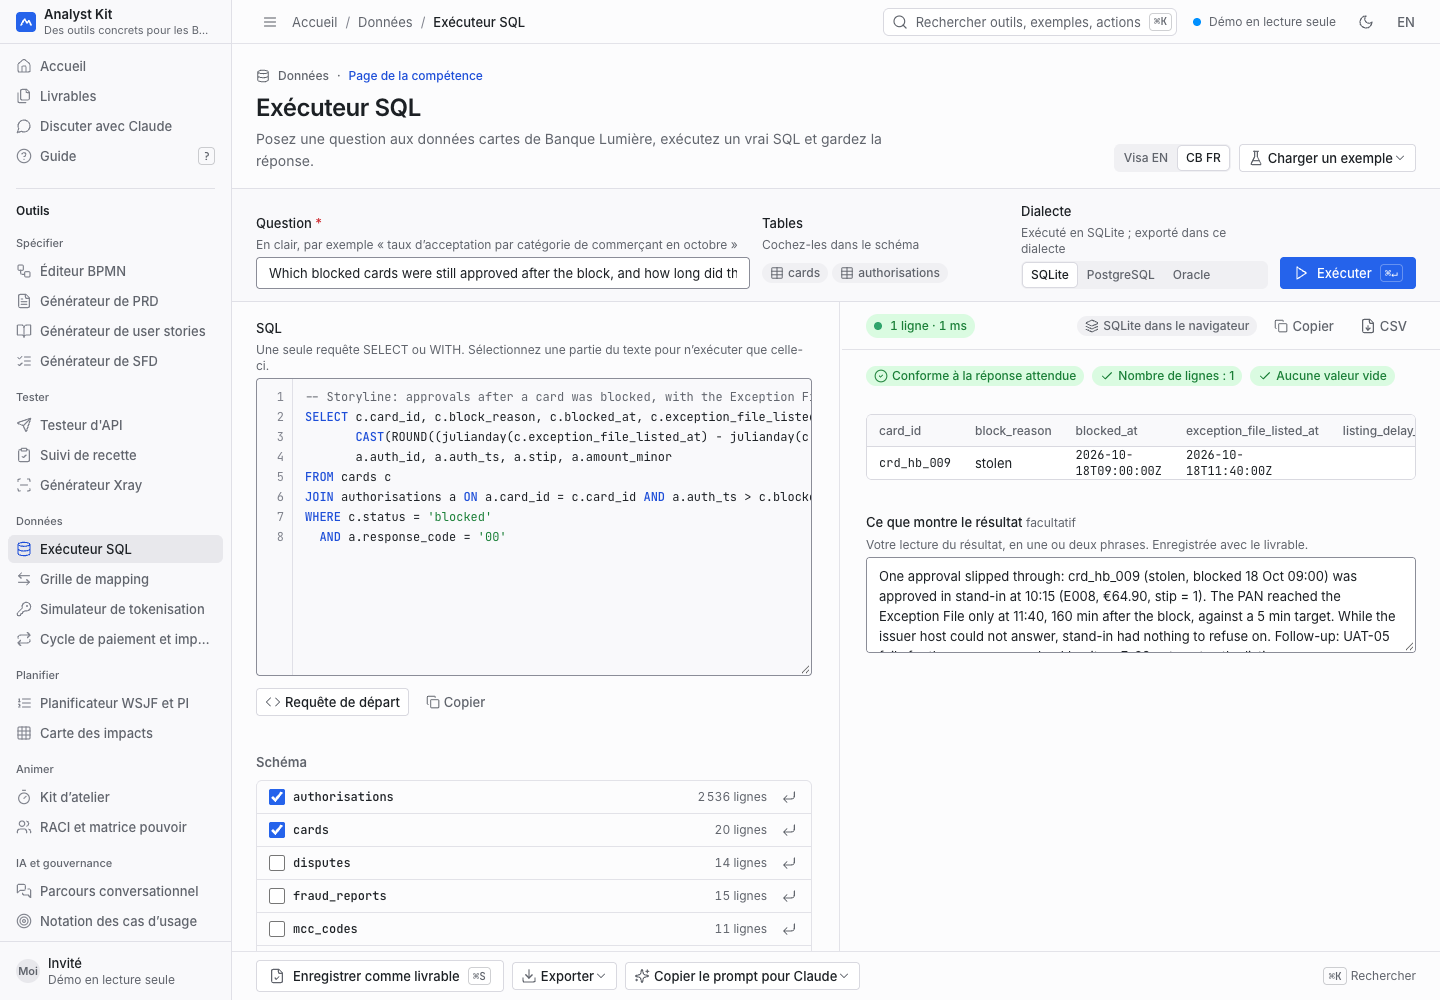 Analyst Kit
Des outils concrets pour les B...
Accueil
Livrables
Discuter avec Claude
Guide
?
Outils
Spécifier
Éditeur BPMN
Générateur de PRD
Générateur de user stories
Générateur de SFD
Tester
Testeur d'API
Suivi de recette
Générateur Xray
Données
Exécuteur SQL
Grille de mapping
Simulateur de tokenisation
Cycle de paiement et imp...
Planifier
Planificateur WSJF et PI
Carte des impacts
Animer
Kit d’atelier
RACI et matrice pouvoir
IA et gouvernance
Parcours conversationnel
Notation des cas d’usage
Moi
Invité
Démo en lecture seule
Accueil / Données / Exécuteur SQL
Rechercher outils, exemples, actions ⌘K
Démo en lecture seule
EN
Données · Page de la compétence
Exécuteur SQL
Posez une question aux données cartes de Banque Lumière, exécutez un vrai SQL et gardez la
réponse.
Visa EN CB FR
Charger un exemple
Question *
En clair, par exemple « taux d’acceptation par catégorie de commerçant en octobre »
Which blocked cards were still approved after the block, and how long did th
Tables
Cochez-les dans le schéma
cards authorisations
Dialecte
Exécuté en SQLite ; exporté dans ce
dialecte
SQLite PostgreSQL Oracle
Exécuter ⌘↵
SQL
Une seule requête SELECT ou WITH. Sélectionnez une partie du texte pour n’exécuter que celle-
ci.
1 -- Storyline: approvals after a card was blocked, with the Exception Fi
2 SELECT c.card_id, c.block_reason, c.blocked_at, c.exception_file_listed
3 CAST(ROUND((julianday(c.exception_file_listed_at) - julianday(c
4 a.auth_id, a.auth_ts, a.stip, a.amount_minor
5 FROM cards c
6 JOIN authorisations a ON a.card_id = c.card_id AND a.auth_ts > c.blocke
7 WHERE c.status = 'blocked'
8 AND a.response_code = '00'
Requête de départ
Copier
Schéma
authorisations 2 536 lignes
cards 20 lignes
disputes 14 lignes
fraud_reports 15 lignes
mcc_codes 11 lignes
1 ligne · 1 ms
SQLite dans le navigateur
Copier
CSV
Conforme à la réponse attendue
Nombre de lignes : 1
Aucune valeur vide
card_id block_reason blocked_at exception_file_listed_at listing_delay_
crd_hb_009 stolen 2026-10-18T09:00:00Z 2026-10-18T11:40:00Z
Ce que montre le résultat facultatif
Votre lecture du résultat, en une ou deux phrases. Enregistrée avec le livrable.
One approval slipped through: crd_hb_009 (stolen, blocked 18 Oct 09:00) was
approved in stand-in at 10:15 (E008, €64.90, stip = 1). The PAN reached the
Exception File only at 11:40, 160 min after the block, against a 5 min target. While the
issuer host could not answer, stand-in had nothing to refuse on. Follow-up: UAT-05
Enregistrer comme livrable ⌘S
Exporter
Copier le prompt pour Claude
⌘K Rechercher